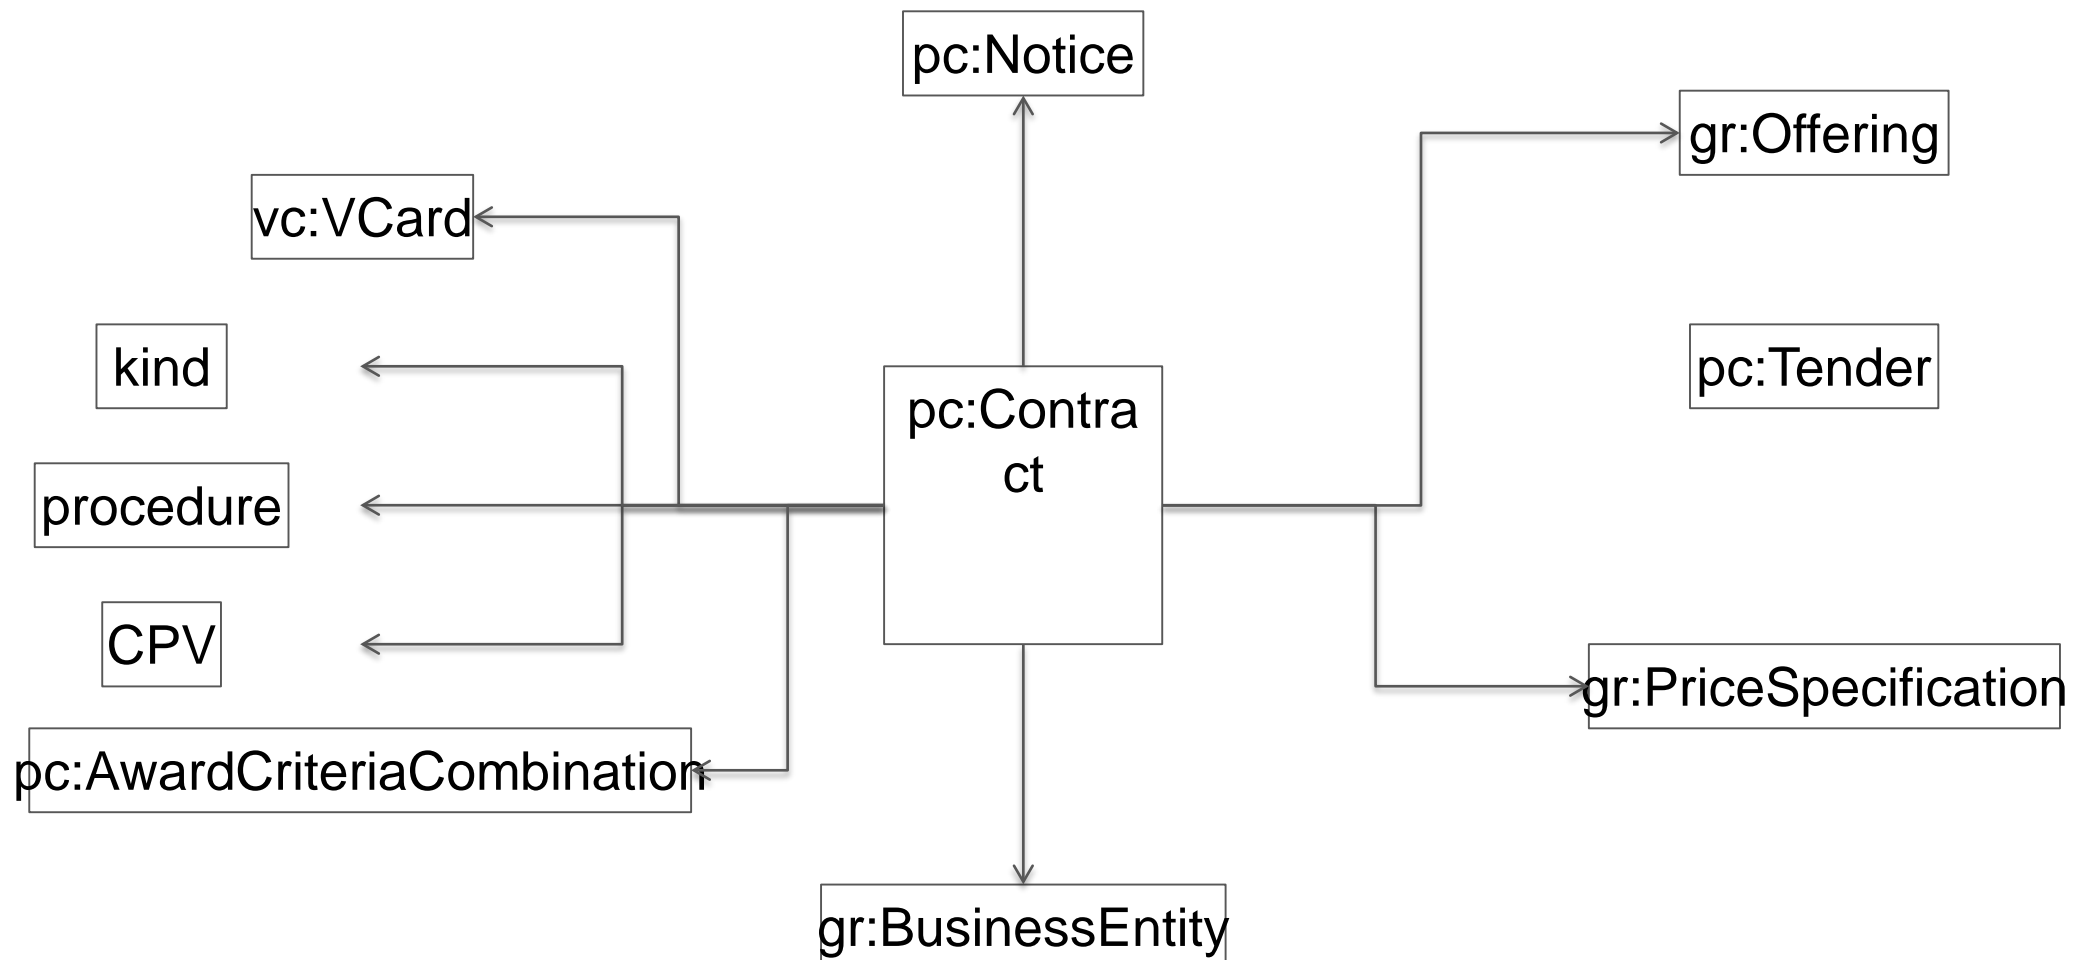 pc:Notice
gr:Offering
vc:VCard
kind
pc:Tender
pc:Contra
ct
procedure
CPV
gr:PriceSpecification
pc:AwardCriteriaCombination
gr:BusinessEntity